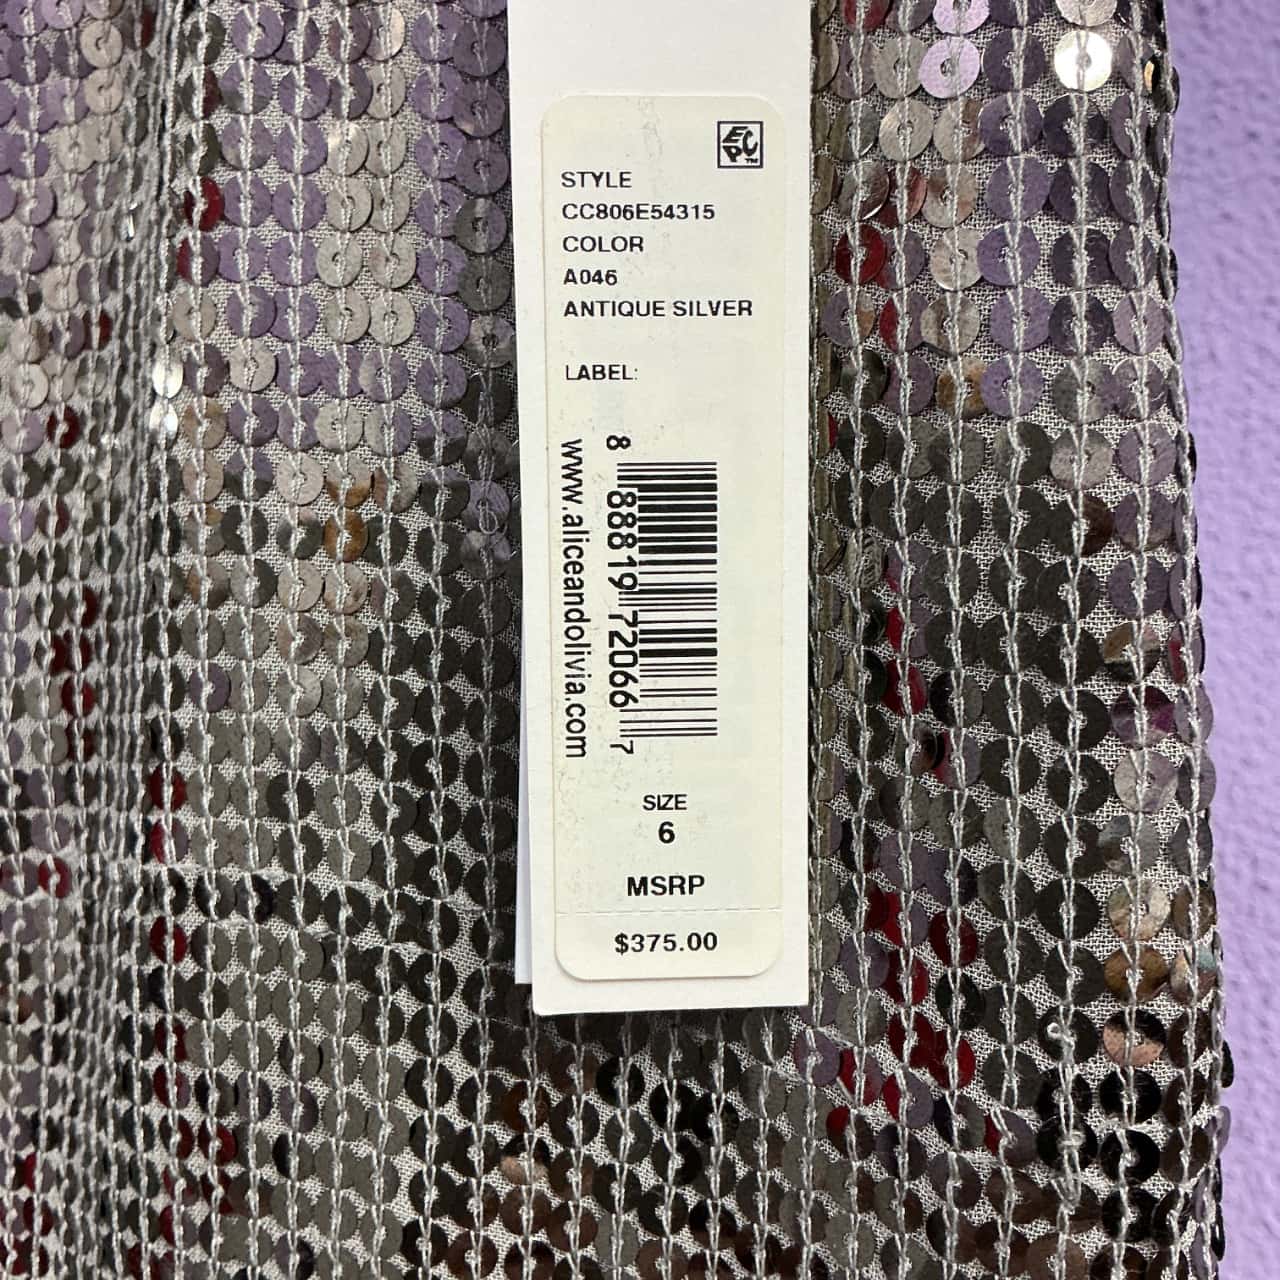 EPC™
STYLE
CC806E54315
COLOR
A046
ANTIQUE SILVER
LABEL:
www.aliceandolivia.com
8 88819 72066 7
SIZE
6
MSRP
$375.00